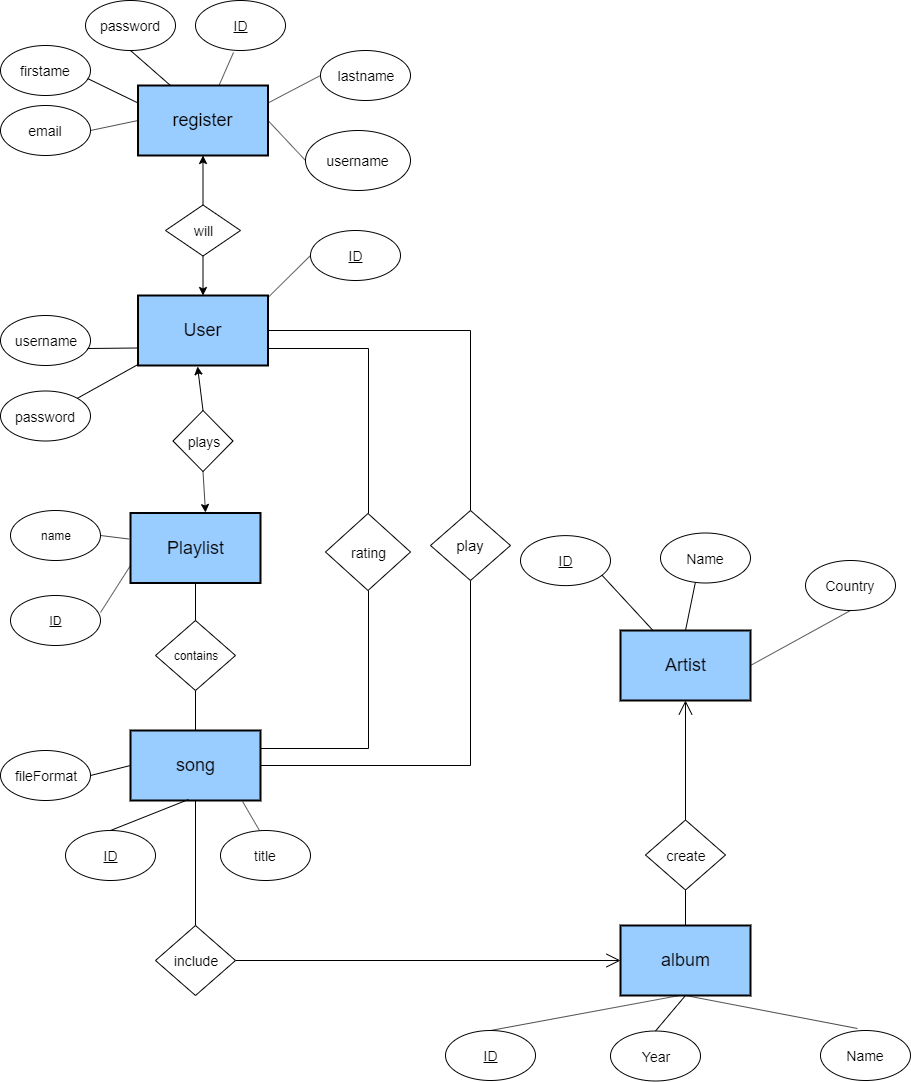 password
ID
firstame
lastname
register
email
username
will
ID
User
username
password
plays
name
Playlist
rating
play
ID
Name
Country
ID
contains
Artist
fileFormat
song
ID
title
create
include
album
ID
Year
Name